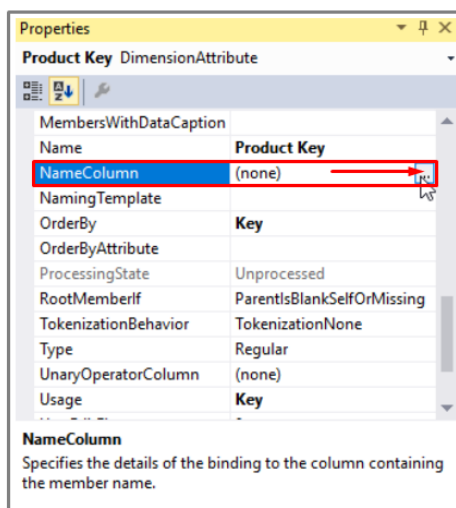 Properties
Product Key DimensionAttribute
MembersWithDataCaption
Name Product Key
NameColumn (none) ...
NamingTemplate
OrderBy Key
OrderByAttribute
ProcessingState Unprocessed
RootMemberIf ParentIsBlankSelfOrMissing
TokenizationBehavior TokenizationNone
Type Regular
UnaryOperatorColumn (none)
Usage Key
NameColumn
Specifies the details of the binding to the column containing
the member name.